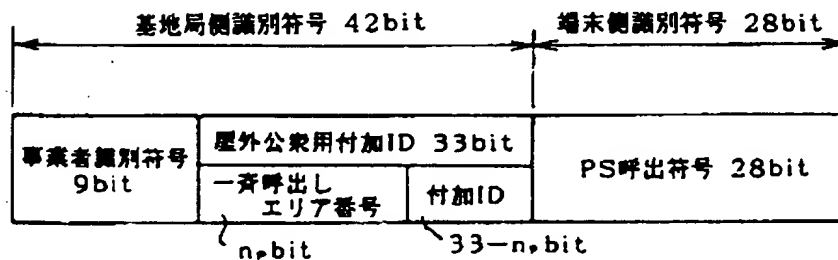 基地局側識別符号 42bit
端末側識別符号 28bit
事業者識別符号
9bit
屋外公衆用付加ID 33bit
一斉呼出し
エリア番号
付加ID
PS呼出符号 28bit
nₚbit
33−nₚbit